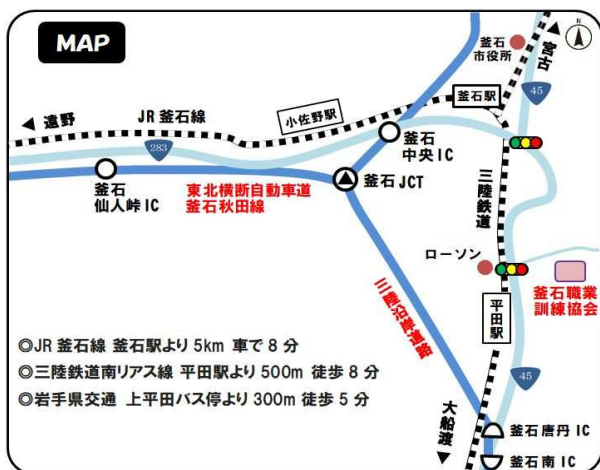 MAP
釜石
市役所
宮古
N
45
遠野
JR 釜石線
小佐野駅
釜石駅
283
釜石
中央 IC
釜石
仙人峠 IC
東北横断自動車道
釜石秋田線
釜石 JCT
三陸鉄道
ローソン
釜石職業
訓練協会
平田駅
三陸沿岸道路
◎JR 釜石線 釜石駅より 5km 車で 8 分
◎三陸鉄道南リアス線 平田駅より 500m 徒歩 8 分
◎岩手県交通 上平田バス停より 300m 徒歩 5 分
45
大船渡
釜石唐丹 IC
釜石南 IC